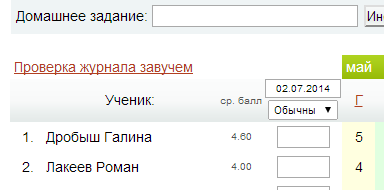 Домашнее задание: Ин
Проверка журнала завучем май
02.07.2014
Ученик: ср. балл Обычны Г
1. Дробыш Галина 4.60 5
2. Лакеев Роман 4.00 4